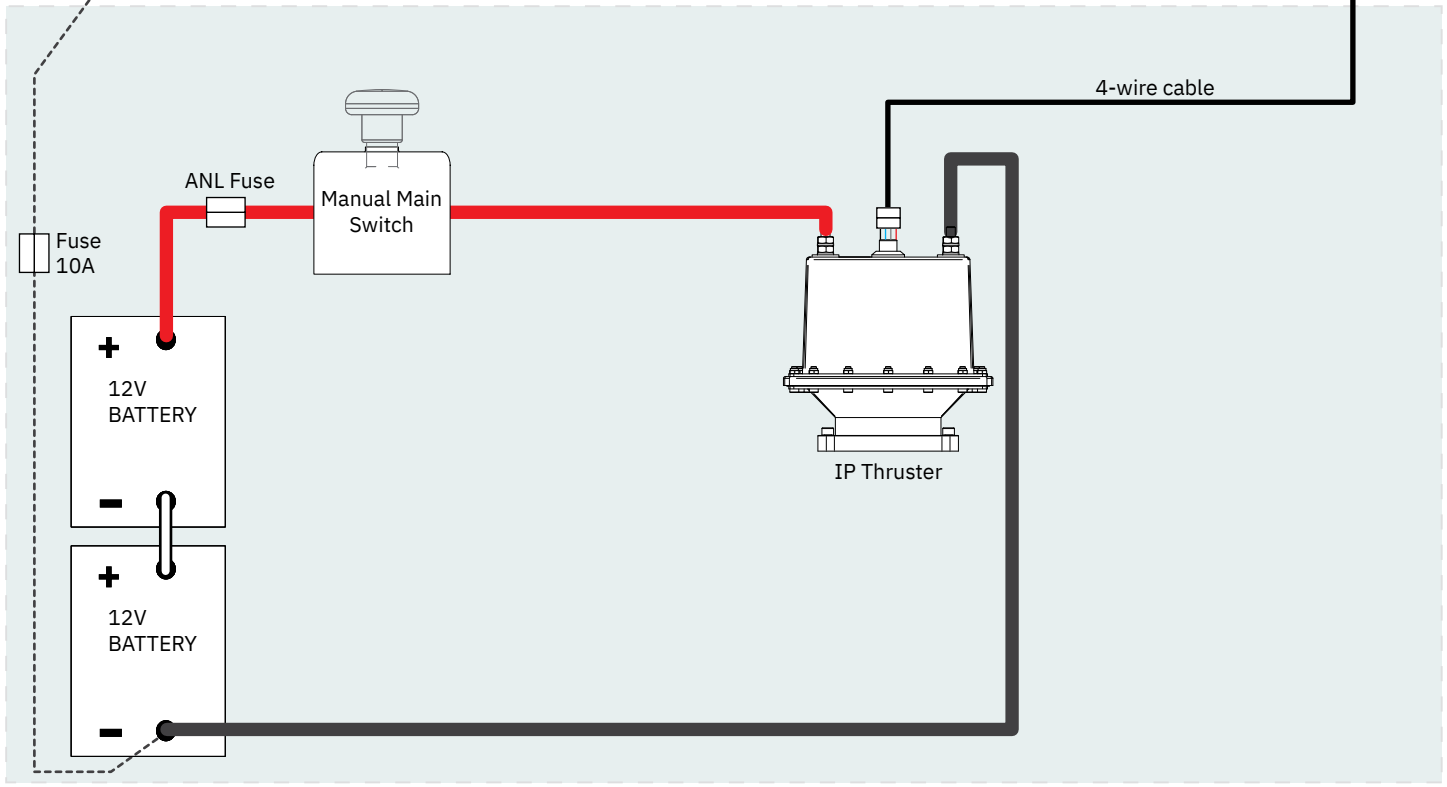 4-wire cable
ANL Fuse
Manual Main
Switch
Fuse
10A
+
12V
BATTERY
-
IP Thruster
+
12V
BATTERY
-